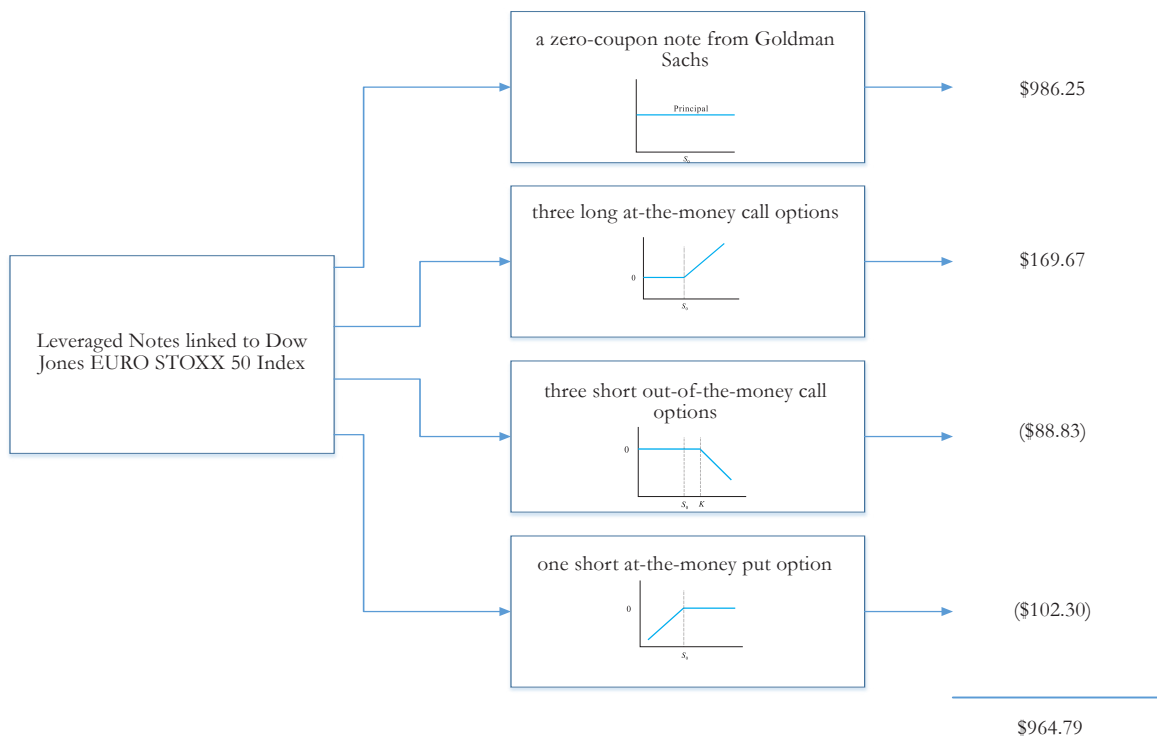 a zero-coupon note from Goldman
Sachs
Principal
S₀
$986.25
three long at-the-money call options
0
S₀
$169.67
Leveraged Notes linked to Dow
Jones EURO STOXX 50 Index
three short out-of-the-money call
options
0
S₀ K
($88.83)
one short at-the-money put option
0
S₀
($102.30)
$964.79